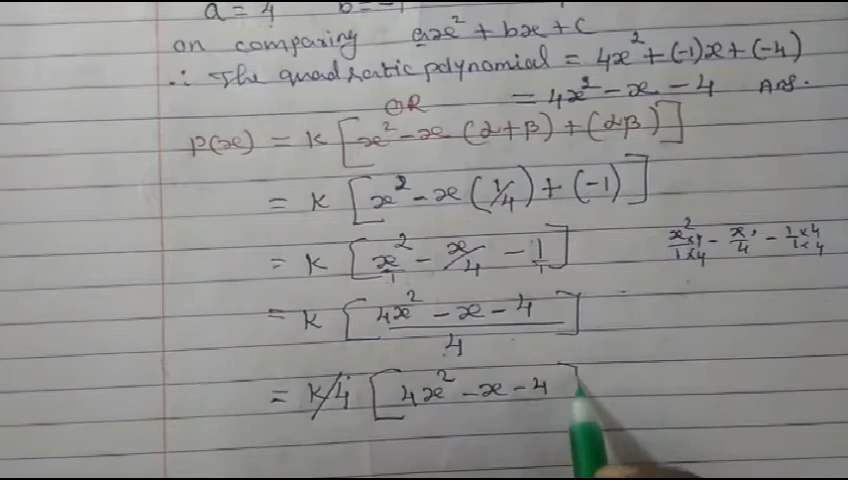 a = 4 b = -1
on comparing ax² + bx + c
∴ The quadratic polynomial = 4x² + (-1)x + (-4)
= 4x² - x - 4 Ans.
OR
P(x) = K [x² - x (α+β) + (αβ)]
= K [x² - x (1/4) + (-1)]
= K [x²/1 - x/4 - 1/1] x²×4/1×4 - x/4 - 1×4/1×4
= K [4x² - x - 4 / 4]
= K/4 [4x² - x - 4]